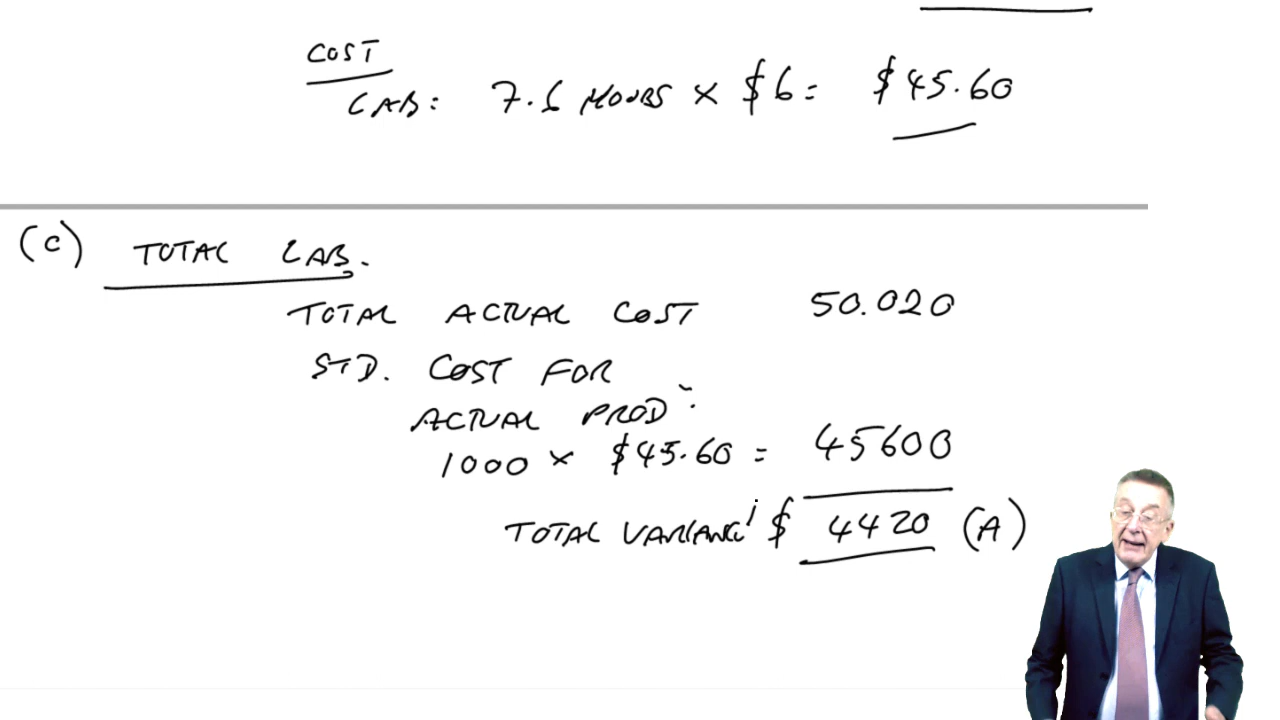 COST
LAB: 7.6 HOURS × $6 = $45.60
(c) TOTAL LAB.
TOTAL ACTUAL COST 50.020
STD. COST FOR
ACTUAL PROD~:
1000 × $45.60 = 45600
TOTAL VARIANCE $ 4420 (A)